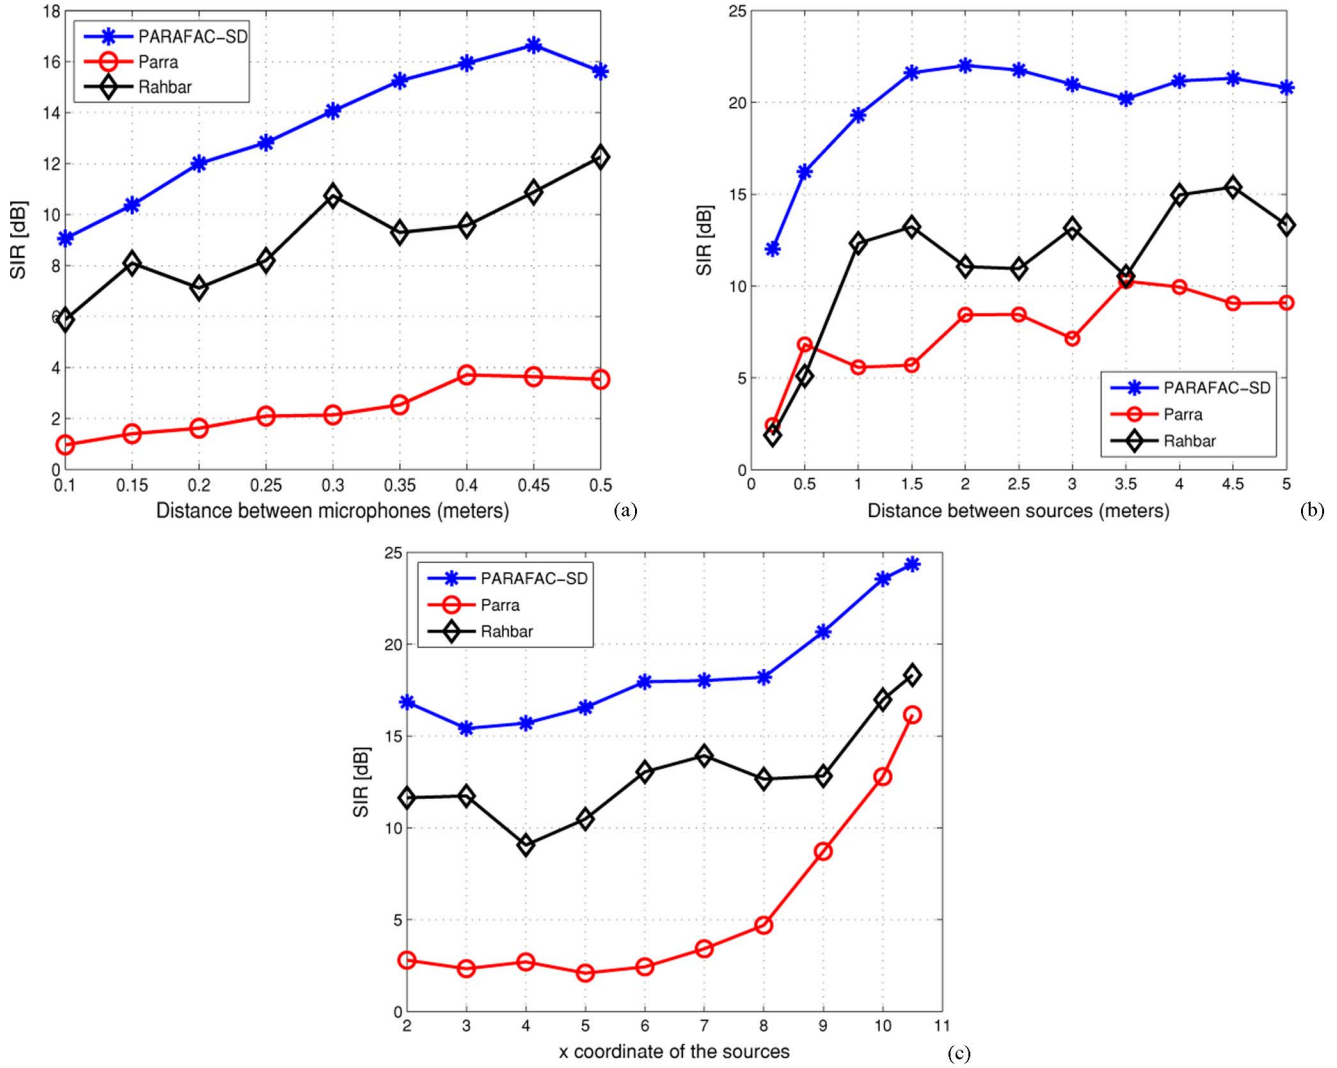 18
16
14
12
10
8
6
4
2
0
SIR [dB]
PARAFAC-SD
Parra
Rahbar
0.1 0.15 0.2 0.25 0.3 0.35 0.4 0.45 0.5
Distance between microphones (meters)
(a)
25
20
15
10
5
0
SIR [dB]
PARAFAC-SD
Parra
Rahbar
0 0.5 1 1.5 2 2.5 3 3.5 4 4.5 5
Distance between sources (meters)
(b)
25
20
15
10
5
0
SIR [dB]
PARAFAC-SD
Parra
Rahbar
2 3 4 5 6 7 8 9 10 11
x coordinate of the sources
(c)